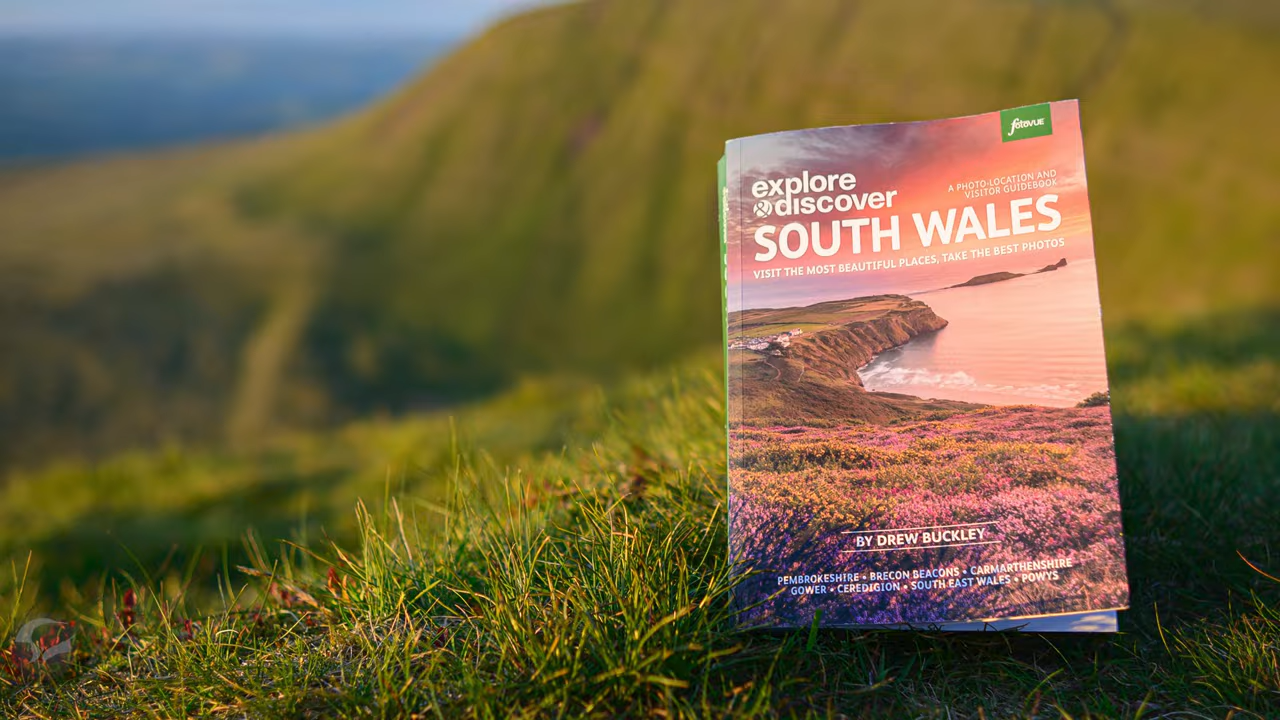 fotoVUE
explore
& discover
A PHOTO-LOCATION AND
VISITOR GUIDEBOOK
SOUTH WALES
VISIT THE MOST BEAUTIFUL PLACES, TAKE THE BEST PHOTOS
BY DREW BUCKLEY
PEMBROKESHIRE • BRECON BEACONS • CARMARTHENSHIRE
GOWER • CEREDIGION • SOUTH EAST WALES • POWYS